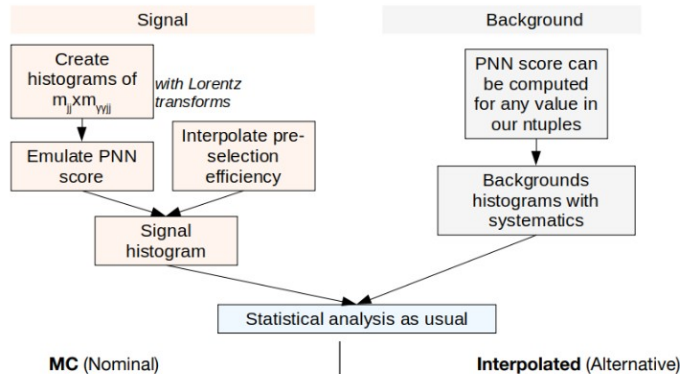 Signal
Background
Create
histograms of
m_jj x m_γγjj
with Lorentz
transforms
PNN score can
be computed
for any value in
our ntuples
Emulate PNN
score
Interpolate pre-
selection
efficiency
Backgrounds
histograms with
systematics
Signal
histogram
Statistical analysis as usual
MC (Nominal)
Interpolated (Alternative)